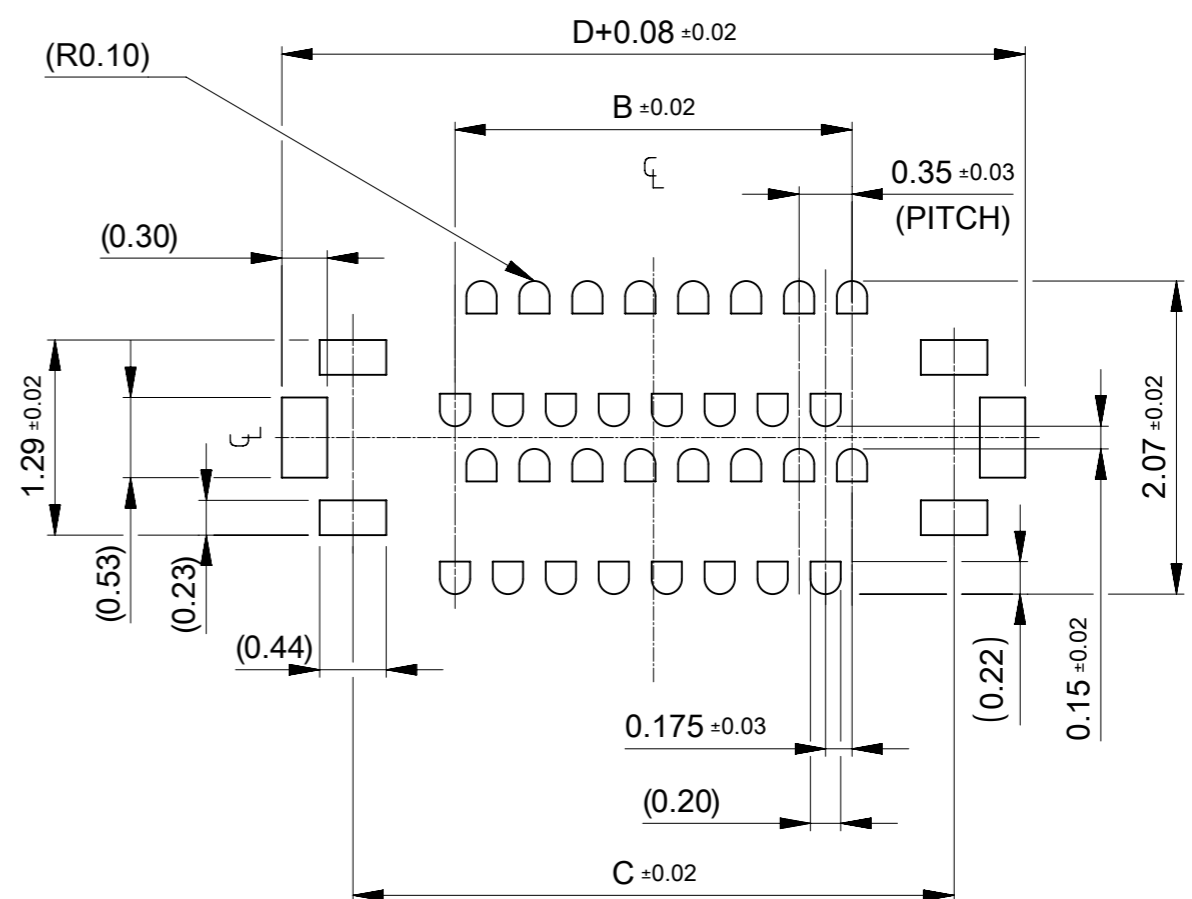 D+0.08 ±0.02
(R0.10)
B ±0.02
℄
0.35 ±0.03
(PITCH)
(0.30)
1.29 ±0.02
℄
2.07 ±0.02
(0.53)
(0.23)
(0.44)
(0.22)
0.15 ±0.02
0.175 ±0.03
(0.20)
C ±0.02